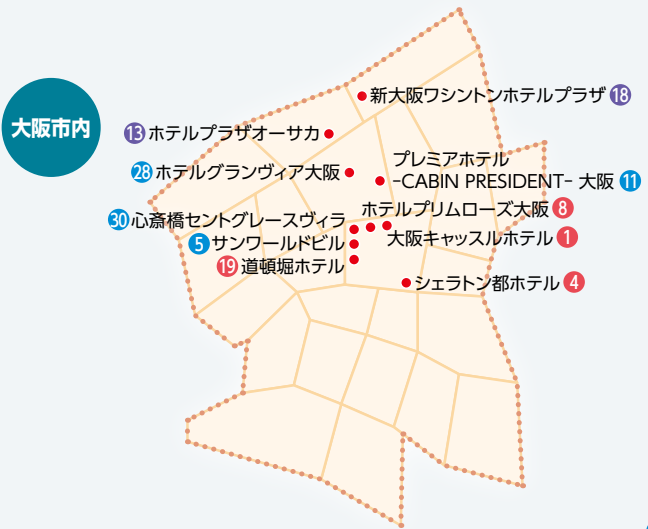 大阪市内
新大阪ワシントンホテルプラザ 18
13 ホテルプラザオーサカ
28 ホテルグランヴィア大阪
プレミアホテル
-CABIN PRESIDENT- 大阪 11
ホテルプリムローズ大阪 8
30 心斎橋セントグレースヴィラ
大阪キャッスルホテル 1
5 サンワールドビル
19 道頓堀ホテル
シェラトン都ホテル 4